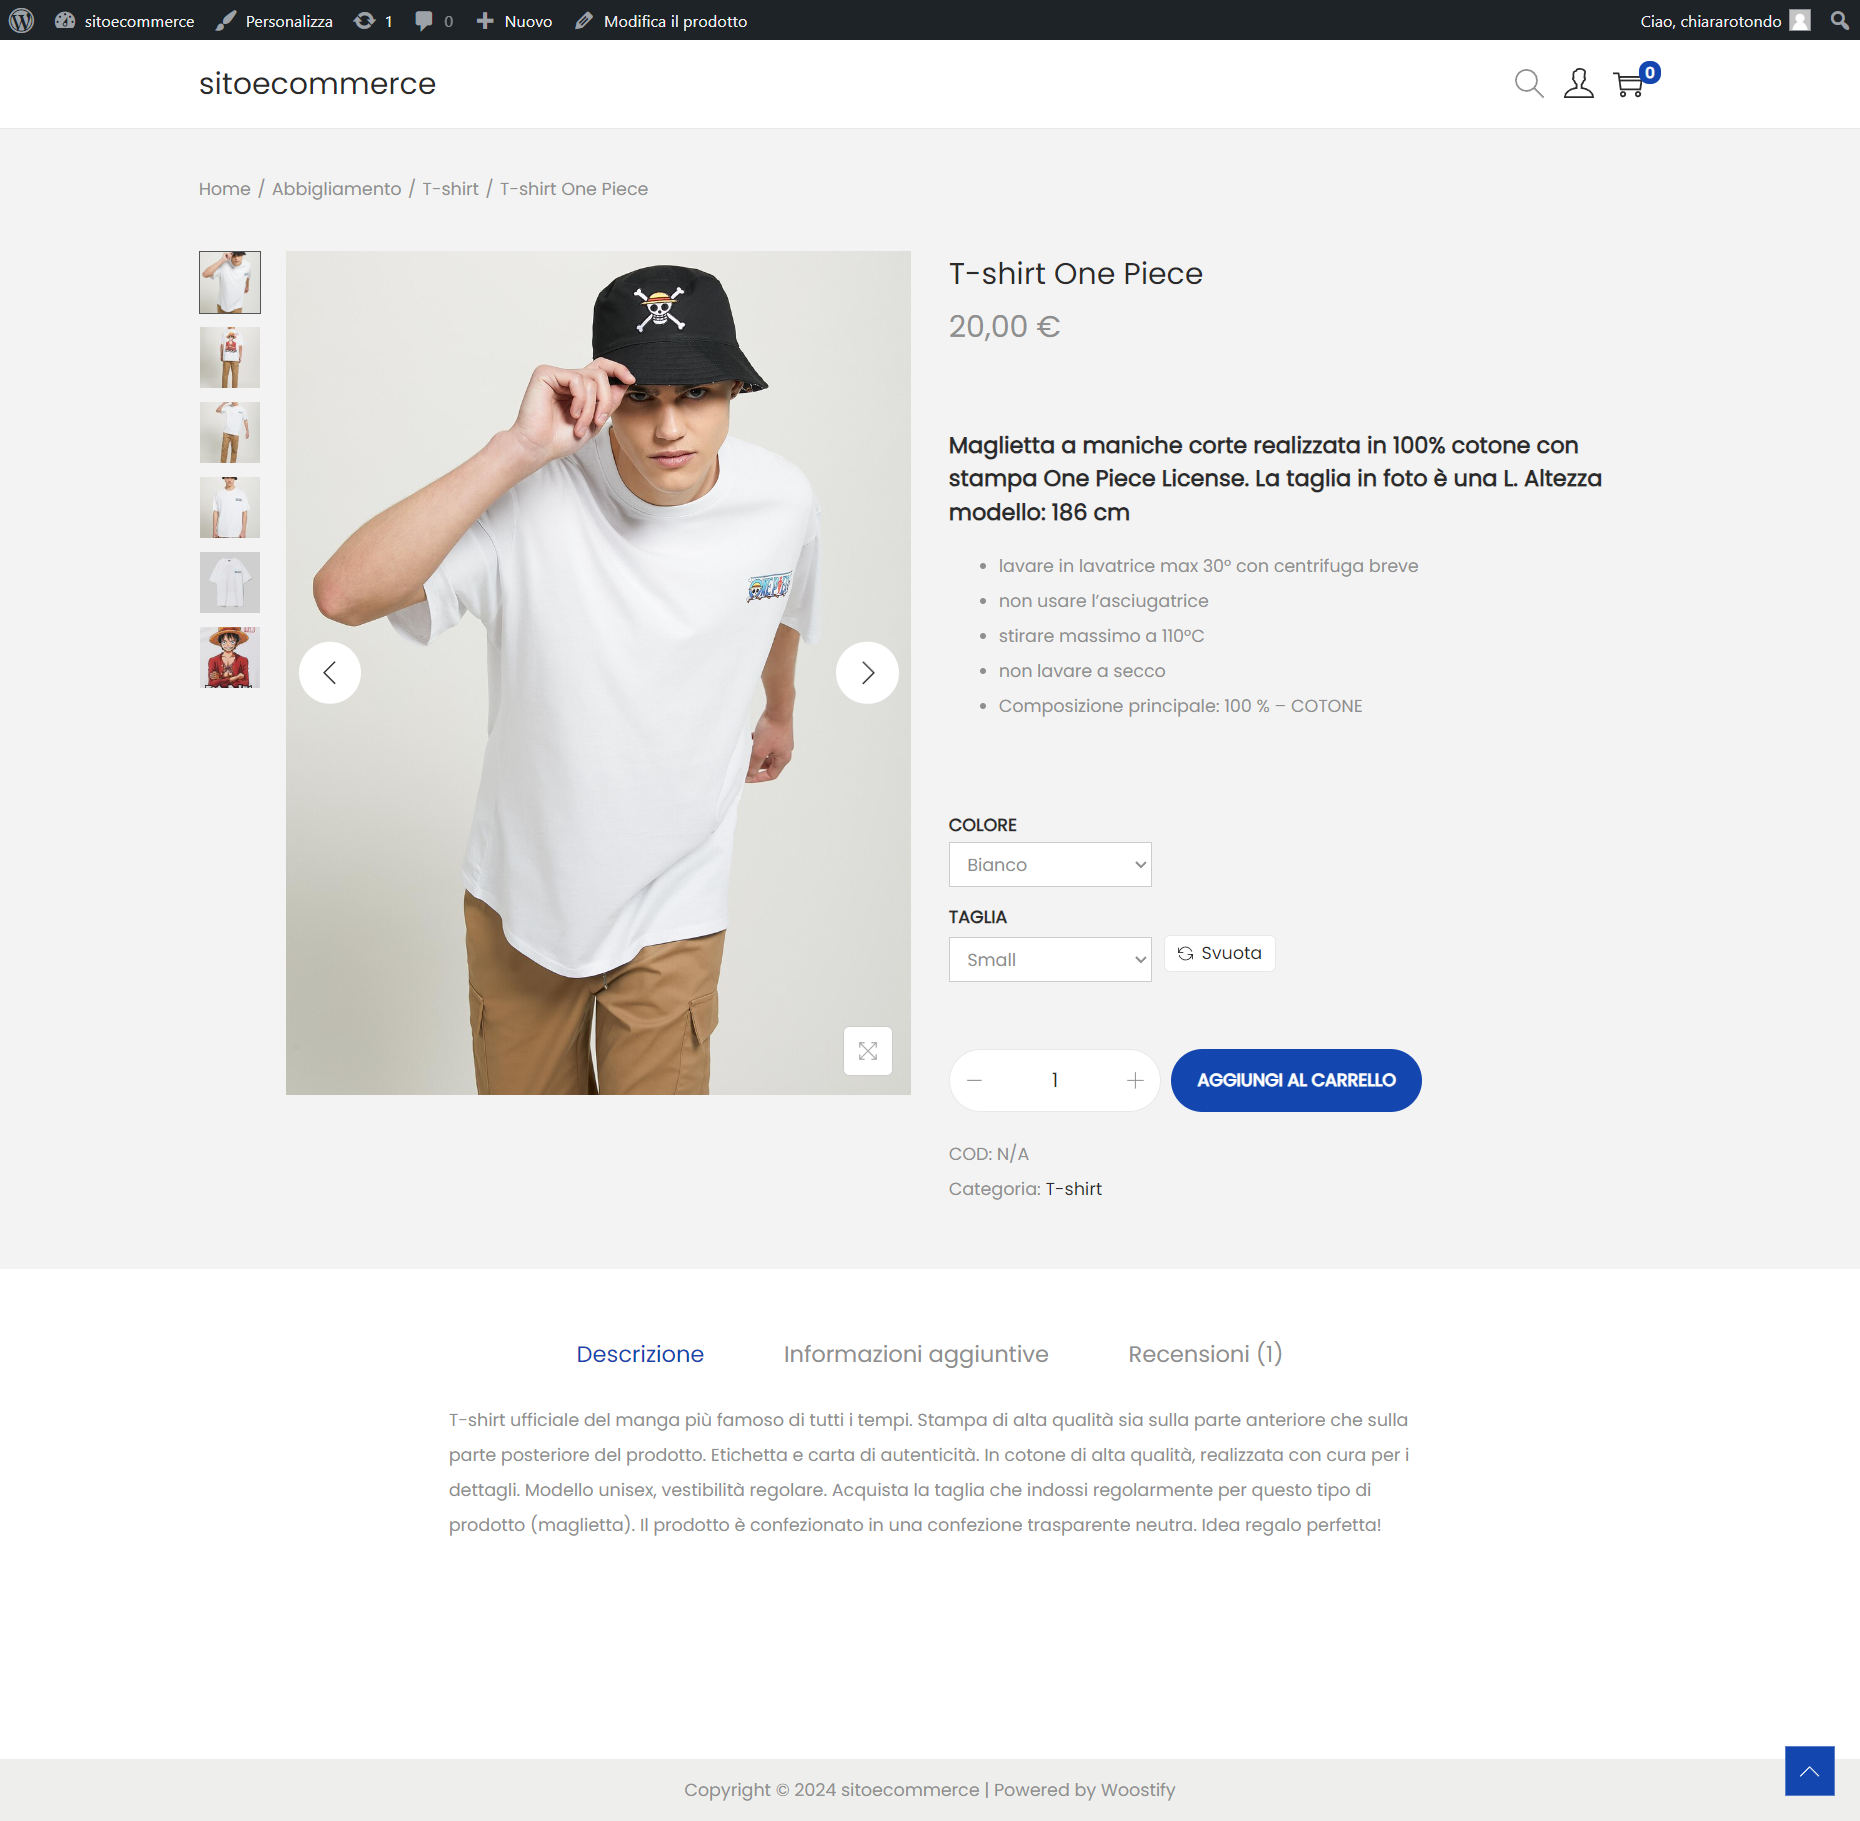 sitoecommerce Personalizza 1 0 Nuovo Modifica il prodotto Ciao, chiararotondo
sitoecommerce 0
Home / Abbigliamento / T-shirt / T-shirt One Piece
T-shirt One Piece
20,00 €
ONE PIECE
Maglietta a maniche corte realizzata in 100% cotone con
stampa One Piece License. La taglia in foto è una L. Altezza
modello: 186 cm
• lavare in lavatrice max 30° con centrifuga breve
• non usare l’asciugatrice
• stirare massimo a 110°C
• non lavare a secco
• Composizione principale: 100 % – COTONE
COLORE
Bianco
TAGLIA
Small Svuota
1 AGGIUNGI AL CARRELLO
COD: N/A
Categoria: T-shirt
Descrizione Informazioni aggiuntive Recensioni (1)
T-shirt ufficiale del manga più famoso di tutti i tempi. Stampa di alta qualità sia sulla parte anteriore che sulla
parte posteriore del prodotto. Etichetta e carta di autenticità. In cotone di alta qualità, realizzata con cura per i
dettagli. Modello unisex, vestibilità regolare. Acquista la taglia che indossi regolarmente per questo tipo di
prodotto (maglietta). Il prodotto è confezionato in una confezione trasparente neutra. Idea regalo perfetta!
Copyright © 2024 sitoecommerce | Powered by Woostify